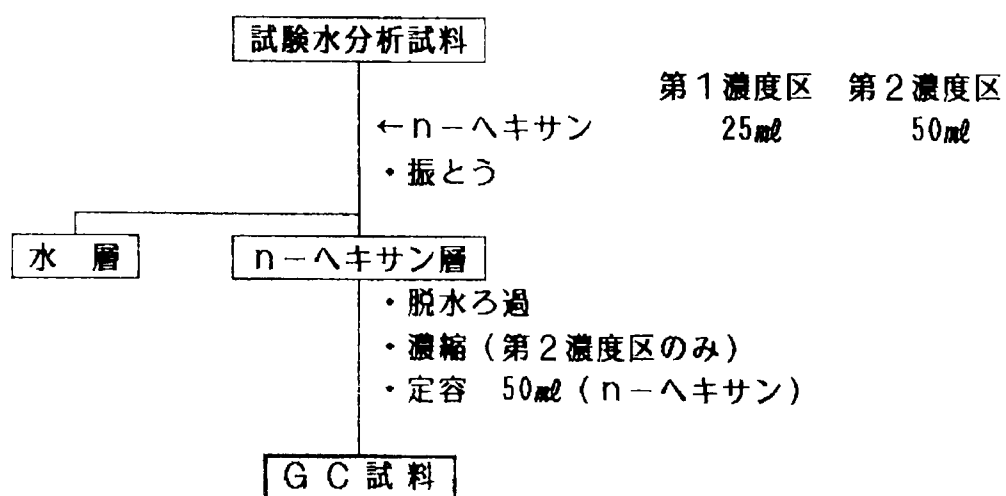 試験水分析試料
第1濃度区 第2濃度区
←n-ヘキサン 25㎖ 50㎖
・振とう
水 層
n-ヘキサン層
・脱水ろ過
・濃縮(第2濃度区のみ)
・定容 50㎖(n-ヘキサン)
GC試料